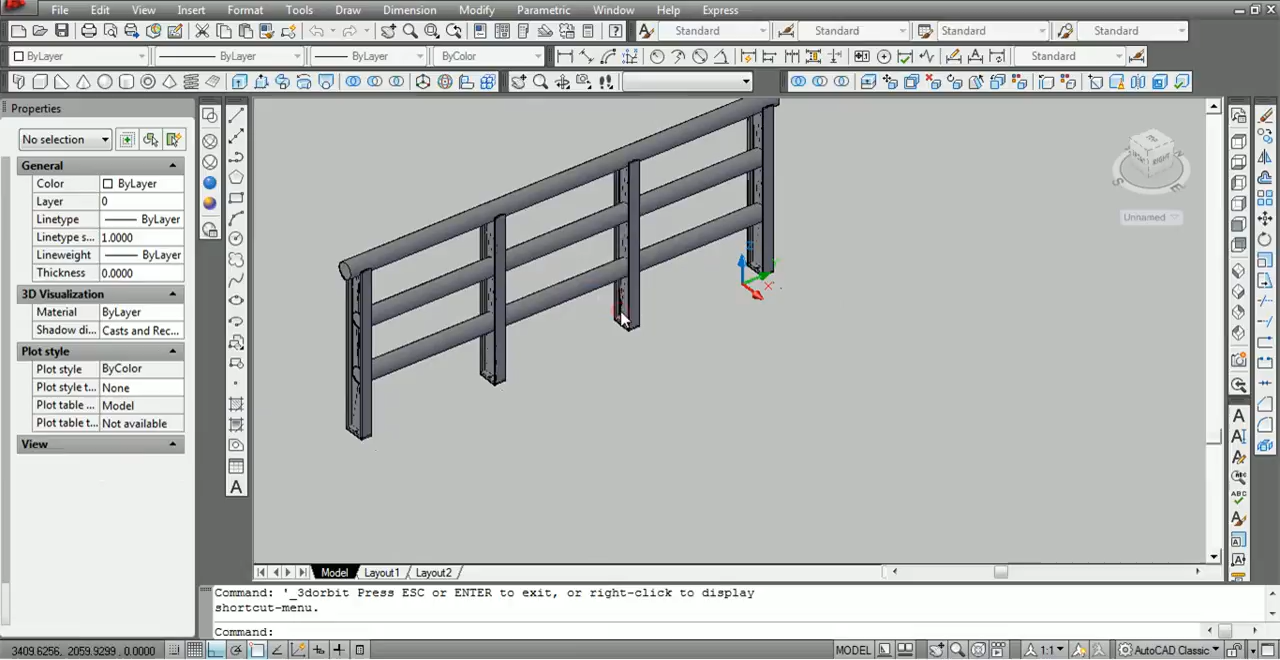 File Edit View Insert Format Tools Draw Dimension Modify Parametric Window Help Express
Standard Standard Standard Standard
ByLayer ByLayer ByLayer ByColor Standard
Properties
No selection
General
Color ByLayer
Layer 0
Linetype ByLayer
Linetype s... 1.0000
Lineweight ByLayer
Thickness 0.0000
3D Visualization
Material ByLayer
Shadow di... Casts and Rec...
Plot style
Plot style ByColor
Plot style t... None
Plot table ... Model
Plot table t... Not available
View
TOP
RIGHT
S
E
Unnamed
Z
X
Model Layout1 Layout2
Command: '_3dorbit Press ESC or ENTER to exit, or right-click to display
shortcut-menu.
Command:
3409.6256, 2059.9299, 0.0000 MODEL 1:1 AutoCAD Classic